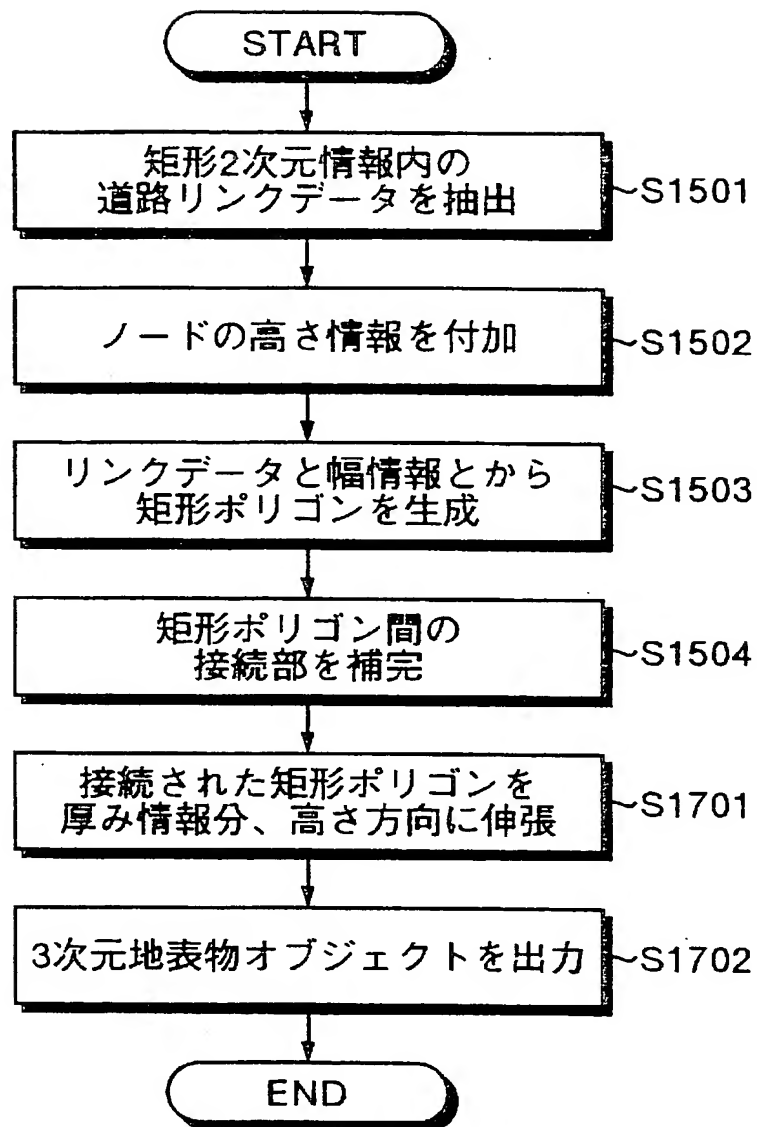 START
矩形2次元情報内の
道路リンクデータを抽出
~S1501
ノードの高さ情報を付加
~S1502
リンクデータと幅情報とから
矩形ポリゴンを生成
~S1503
矩形ポリゴン間の
接続部を補完
~S1504
接続された矩形ポリゴンを
厚み情報分、高さ方向に伸張
~S1701
3次元地表物オブジェクトを出力
~S1702
END